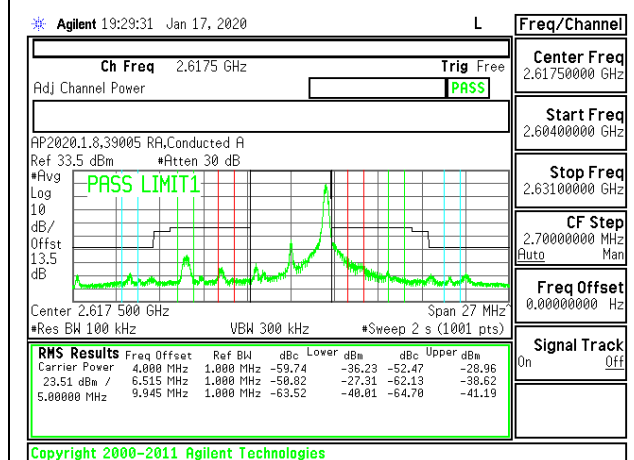 Agilent 19:29:31 Jan 17, 2020 L
Freq/Channel
Ch Freq 2.6175 GHz Trig Free
Adj Channel Power PASS
AP2020.1.8,39005 RA,Conducted A
Ref 33.5 dBm #Atten 30 dB
#Avg
Log
10
dB/
Offst
13.5
dB
PASS LIMIT1
Center 2.617 500 GHz Span 27 MHz^
#Res BW 100 kHz VBW 300 kHz #Sweep 2 s (1001 pts)
RMS Results Freq Offset Ref BW dBc Lower dBm dBc Upper dBm
Carrier Power 4.000 MHz 1.000 MHz -59.74 -36.23 -52.47 -28.96
23.51 dBm / 6.515 MHz 1.000 MHz -50.82 -27.31 -62.13 -38.62
5.00000 MHz 9.945 MHz 1.000 MHz -63.52 -40.01 -64.70 -41.19
Center Freq
2.61750000 GHz
Start Freq
2.60400000 GHz
Stop Freq
2.63100000 GHz
CF Step
2.70000000 MHz
Auto Man
Freq Offset
0.00000000 Hz
Signal Track
On Off
Copyright 2000-2011 Agilent Technologies